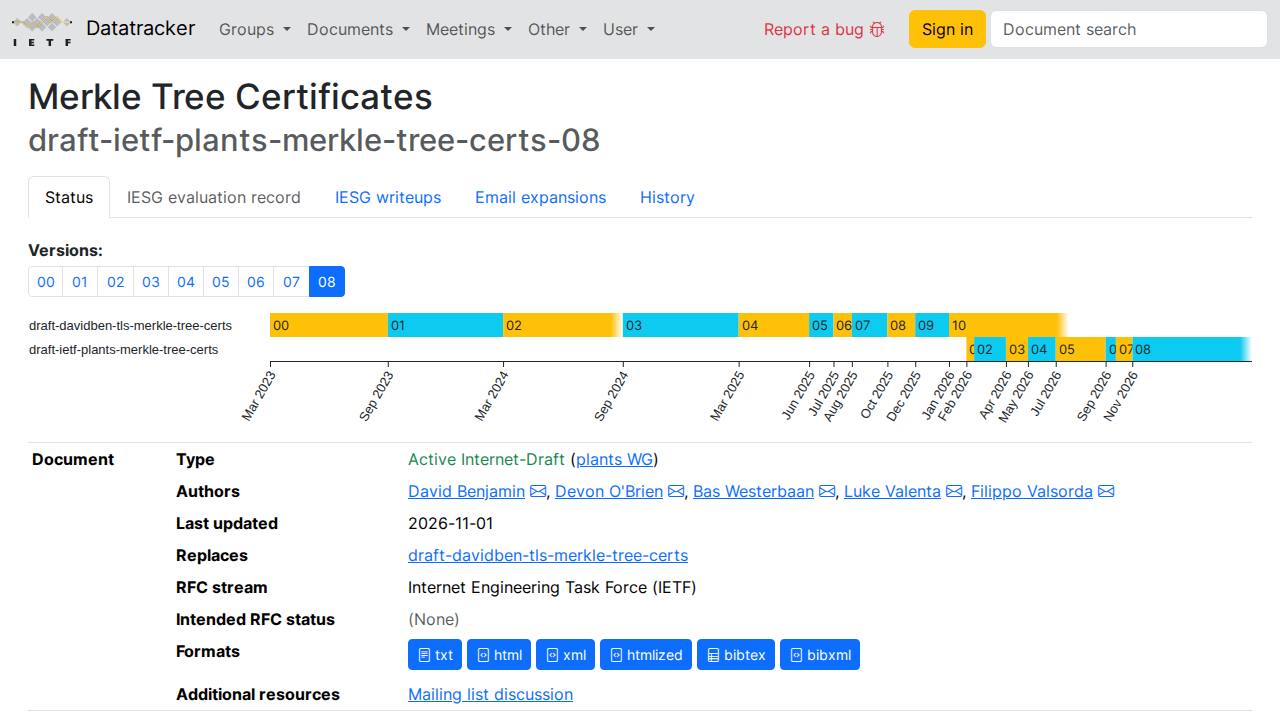 IETF Datatracker Groups Documents Meetings Other User Report a bug Sign in Document search
Merkle Tree Certificates
draft-ietf-plants-merkle-tree-certs-08
Status IESG evaluation record IESG writeups Email expansions History
Versions:
00 01 02 03 04 05 06 07 08
draft-davidben-tls-merkle-tree-certs 00 01 02 03 04 05 06 07 08 09 10
draft-ietf-plants-merkle-tree-certs 02 03 04 05 07 08
Mar 2023 Sep 2023 Mar 2024 Sep 2024 Mar 2025 Jun 2025 Jul 2025 Aug 2025 Oct 2025 Dec 2025 Jan 2026 Feb 2026 Apr 2026 May 2026 Jul 2026 Sep 2026 Nov 2026
Document Type Active Internet-Draft (plants WG)
Authors David Benjamin, Devon O'Brien, Bas Westerbaan, Luke Valenta, Filippo Valsorda
Last updated 2026-11-01
Replaces draft-davidben-tls-merkle-tree-certs
RFC stream Internet Engineering Task Force (IETF)
Intended RFC status (None)
Formats txt html xml htmlized bibtex bibxml
Additional resources Mailing list discussion